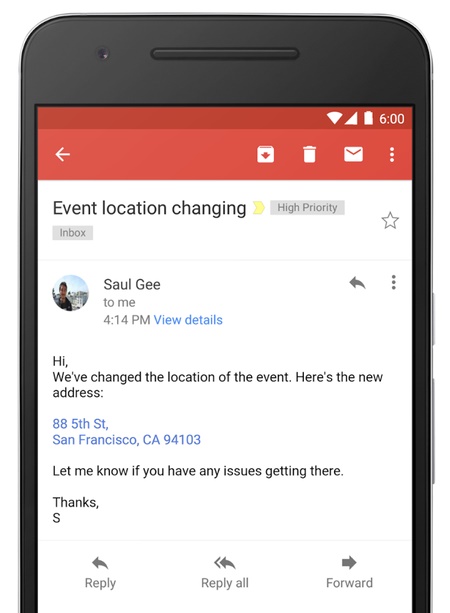 6:00
Event location changing High Priority
Inbox
Saul Gee
to me
4:14 PM View details
Hi,
We've changed the location of the event. Here's the new
address:
88 5th St,
San Francisco, CA 94103
Let me know if you have any issues getting there.
Thanks,
S
Reply Reply all Forward